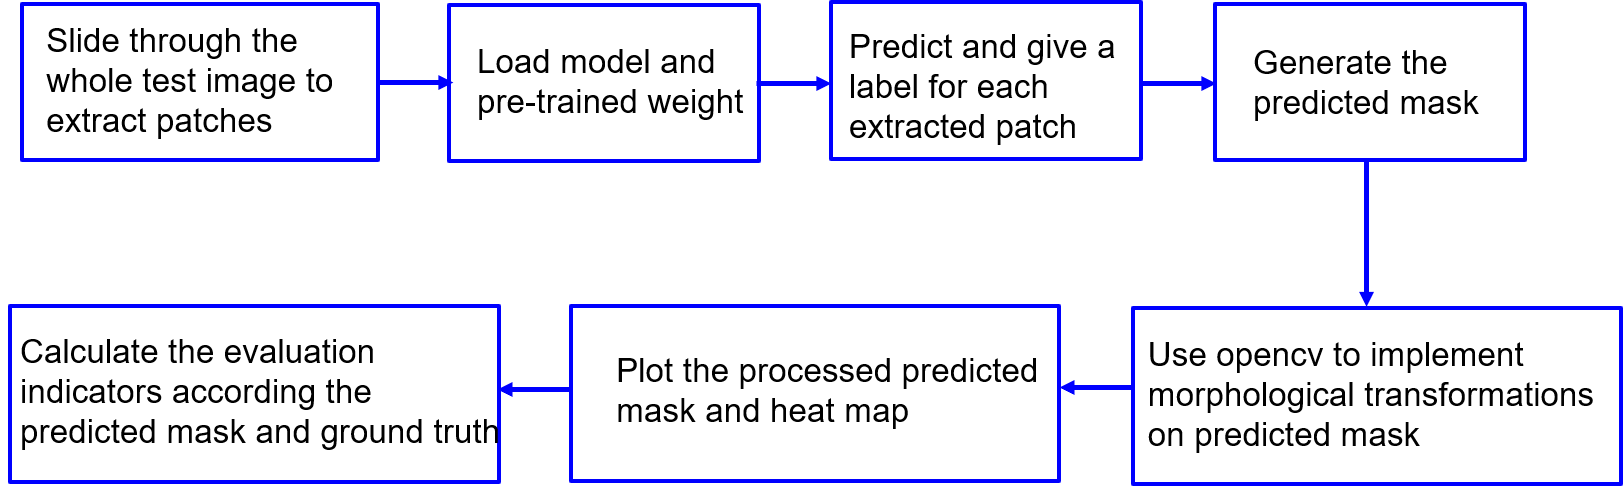 Slide through the
whole test image to
extract patches
Load model and
pre-trained weight
Predict and give a
label for each
extracted patch
Generate the
predicted mask
Use opencv to implement
morphological transformations
on predicted mask
Plot the processed predicted
mask and heat map
Calculate the evaluation
indicators according the
predicted mask and ground truth